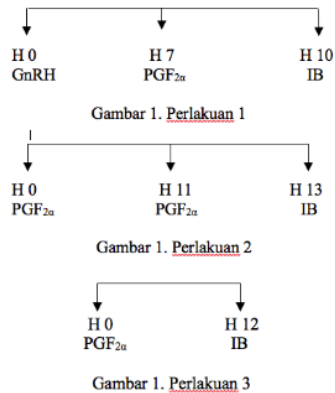 H 0 H 7 H 10
GnRH PGF2α IB
Gambar 1. Perlakuan 1
H 0 H 11 H 13
PGF2α PGF2α IB
Gambar 1. Perlakuan 2
H 0 H 12
PGF2α IB
Gambar 1. Perlakuan 3